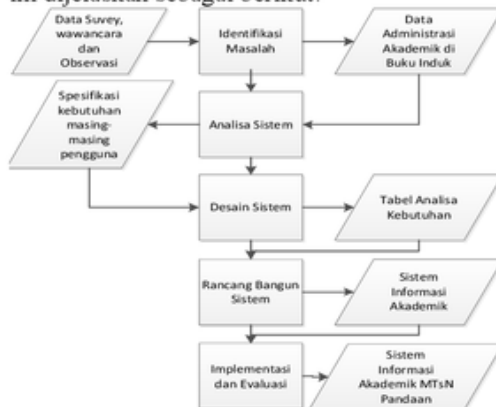 ini dijelaskan sebagai berikut:
Data Suvey,
wawancara
dan
Observasi
Identifikasi
Masalah
Data
Administrasi
Akademik di
Buku Induk
Spesifikasi
kebutuhan
masing-
masing
pengguna
Analisa Sistem
Desain Sistem
Tabel Analisa
Kebutuhan
Rancang Bangun
Sistem
Sistem
Informasi
Akademik
Implementasi
dan Evaluasi
Sistem
Informasi
Akademik MTsN
Pandaan